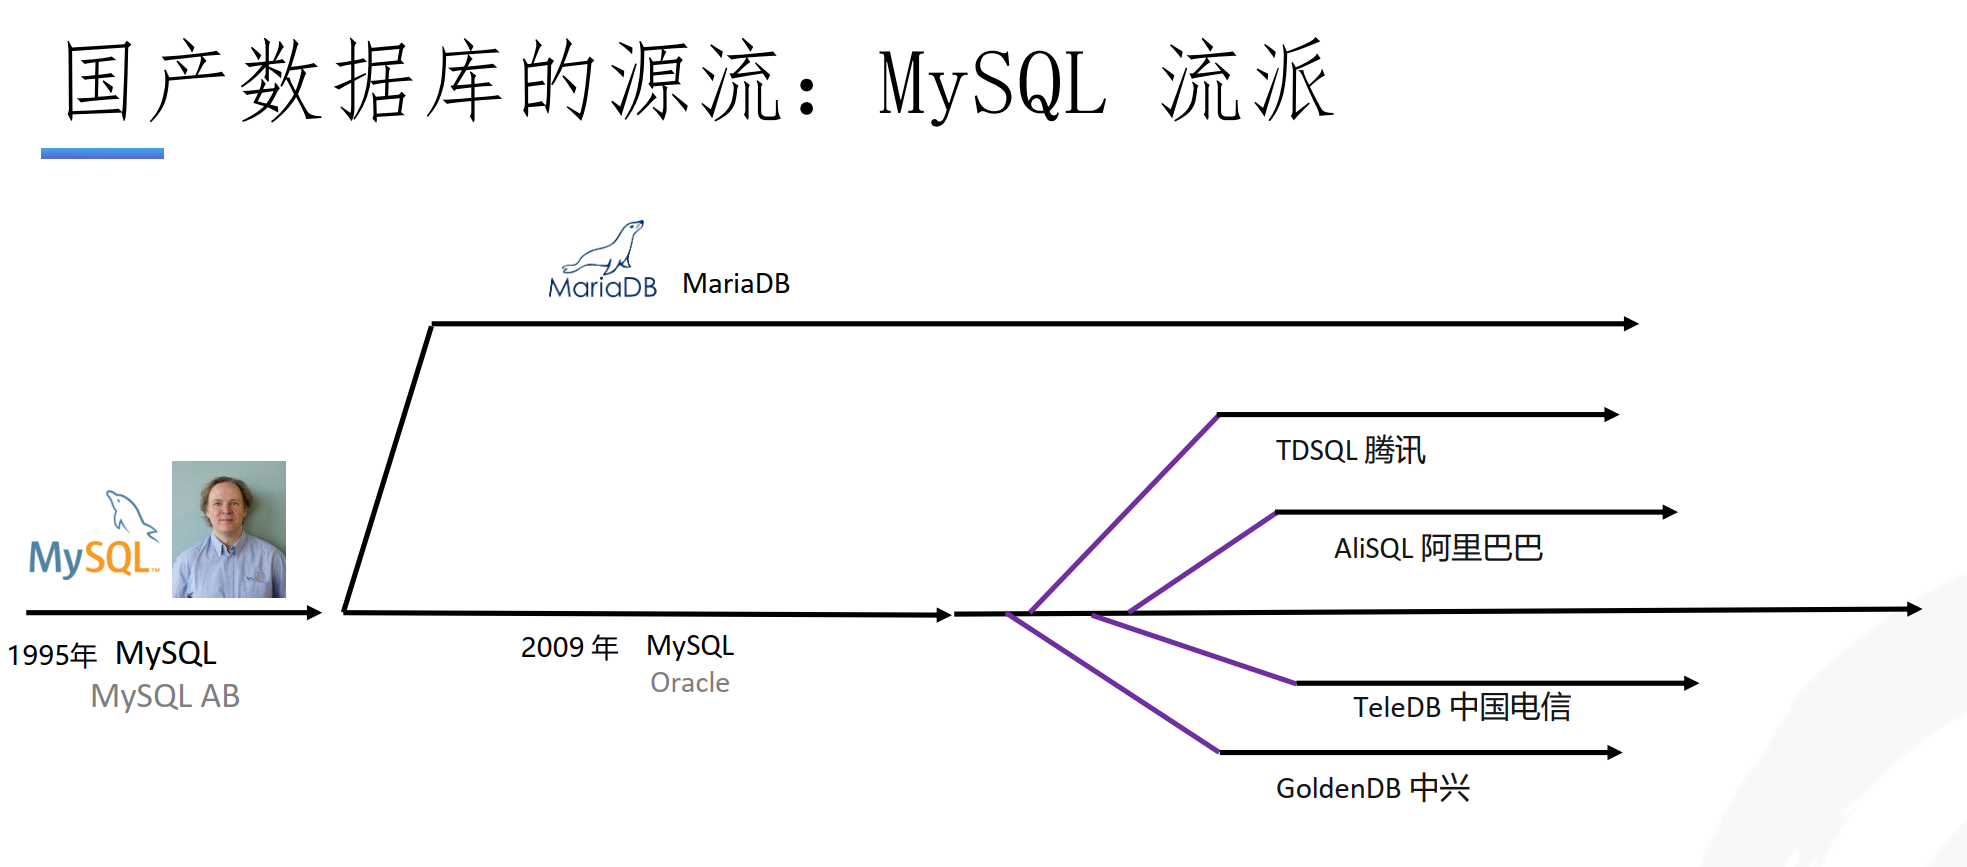 国产数据库的源流：MySQL 流派
MariaDB MariaDB
TDSQL 腾讯
AliSQL 阿里巴巴
MySQL™
1995年 MySQL
MySQL AB
2009 年 MySQL
Oracle
TeleDB 中国电信
GoldenDB 中兴